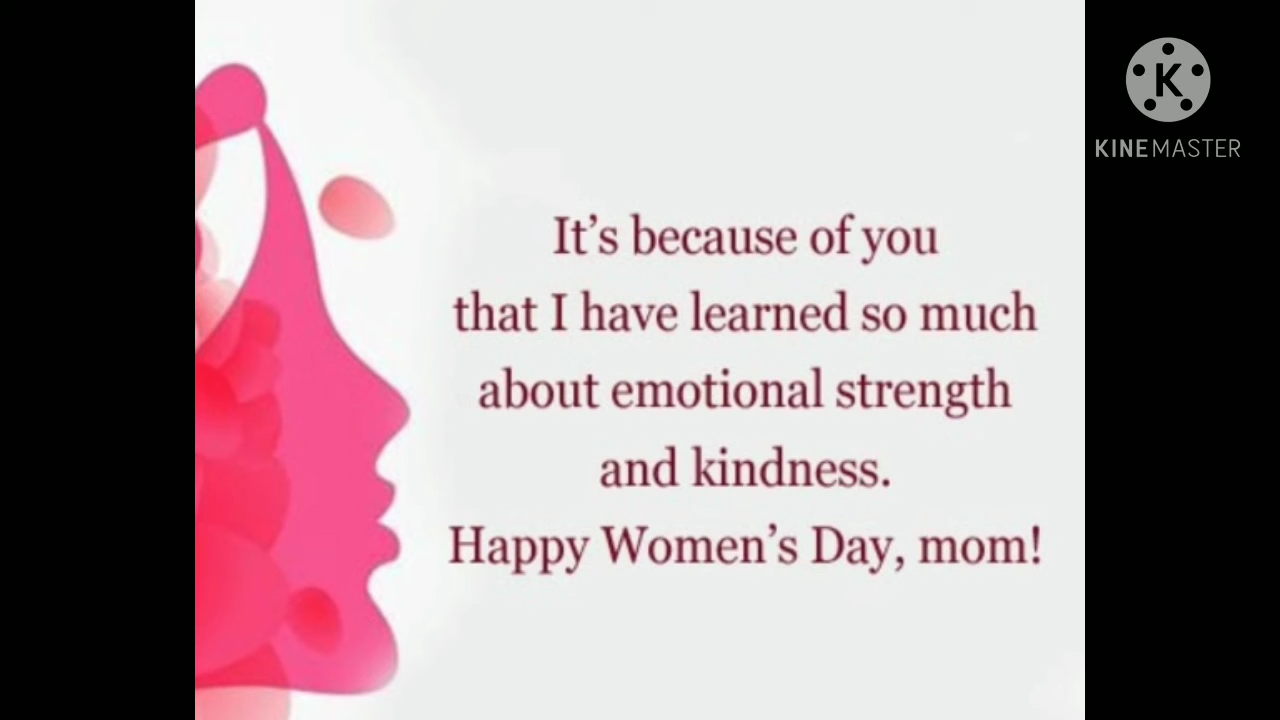 K
KINEMASTER
It's because of you
that I have learned so much
about emotional strength
and kindness.
Happy Women's Day, mom!